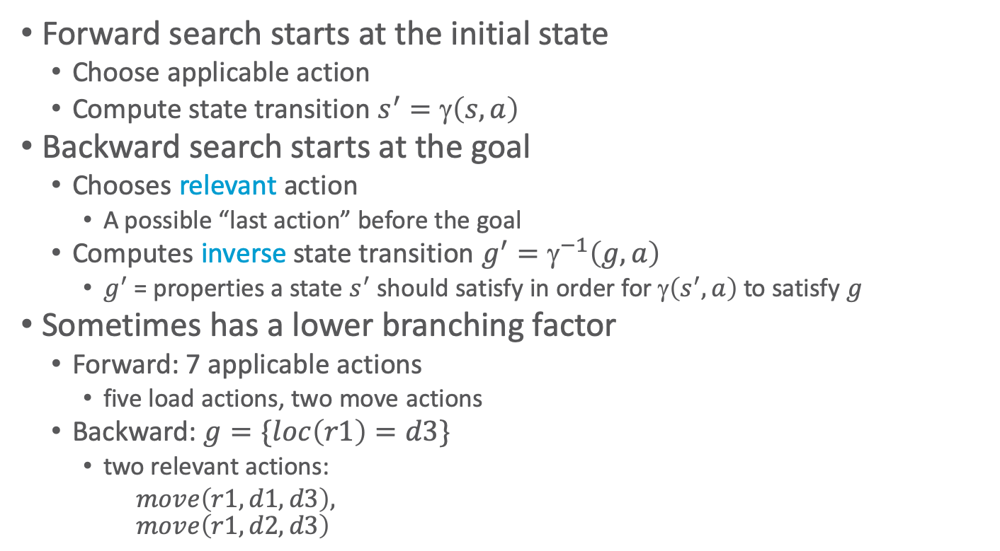 • Forward search starts at the initial state
• Choose applicable action
• Compute state transition s′ = γ(s, a)
• Backward search starts at the goal
• Chooses relevant action
• A possible “last action” before the goal
• Computes inverse state transition g′ = γ⁻¹(g, a)
• g′ = properties a state s′ should satisfy in order for γ(s′, a) to satisfy g
• Sometimes has a lower branching factor
• Forward: 7 applicable actions
• five load actions, two move actions
• Backward: g = {loc(r1) = d3}
• two relevant actions:
move(r1, d1, d3),
move(r1, d2, d3)